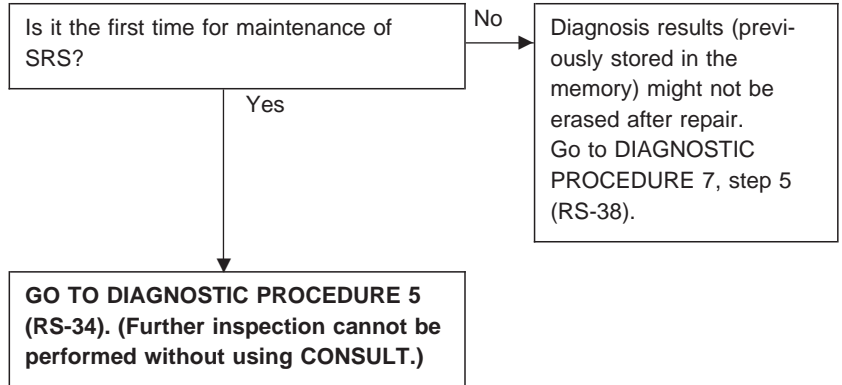 Is it the first time for maintenance of
SRS?
No
Diagnosis results (previ-
ously stored in the
memory) might not be
erased after repair.
Go to DIAGNOSTIC
PROCEDURE 7, step 5
(RS-38).
Yes
GO TO DIAGNOSTIC PROCEDURE 5
(RS-34). (Further inspection cannot be
performed without using CONSULT.)